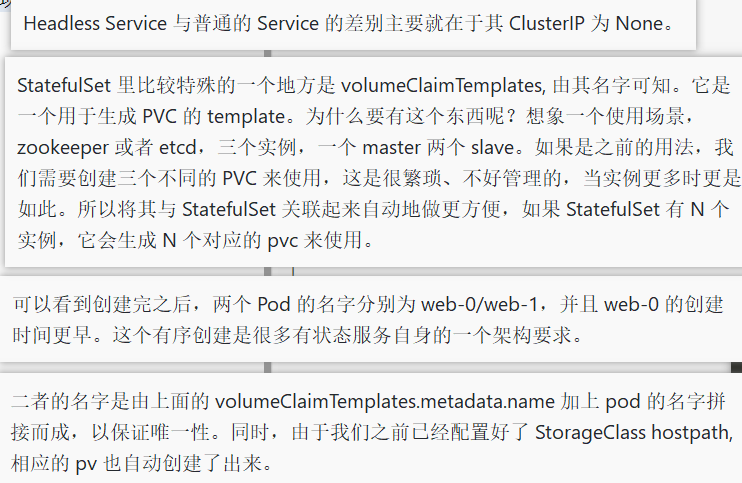 Headless Service 与普通的 Service 的差别主要就在于其 ClusterIP 为 None。
StatefulSet 里比较特殊的一个地方是 volumeClaimTemplates, 由其名字可知。它是
一个用于生成 PVC 的 template。为什么要有这个东西呢？想象一个使用场景，
zookeeper 或者 etcd，三个实例，一个 master 两个 slave。如果是之前的用法，我
们需要创建三个不同的 PVC 来使用，这是很繁琐、不好管理的，当实例更多时更是
如此。所以将其与 StatefulSet 关联起来自动地做更方便，如果 StatefulSet 有 N 个
实例，它会生成 N 个对应的 pvc 来使用。
可以看到创建完之后，两个 Pod 的名字分别为 web-0/web-1，并且 web-0 的创建
时间更早。这个有序创建是很多有状态服务自身的一个架构要求。
二者的名字是由上面的 volumeClaimTemplates.metadata.name 加上 pod 的名字拼
接而成，以保证唯一性。同时，由于我们之前已经配置好了 StorageClass hostpath,
相应的 pv 也自动创建了出来。